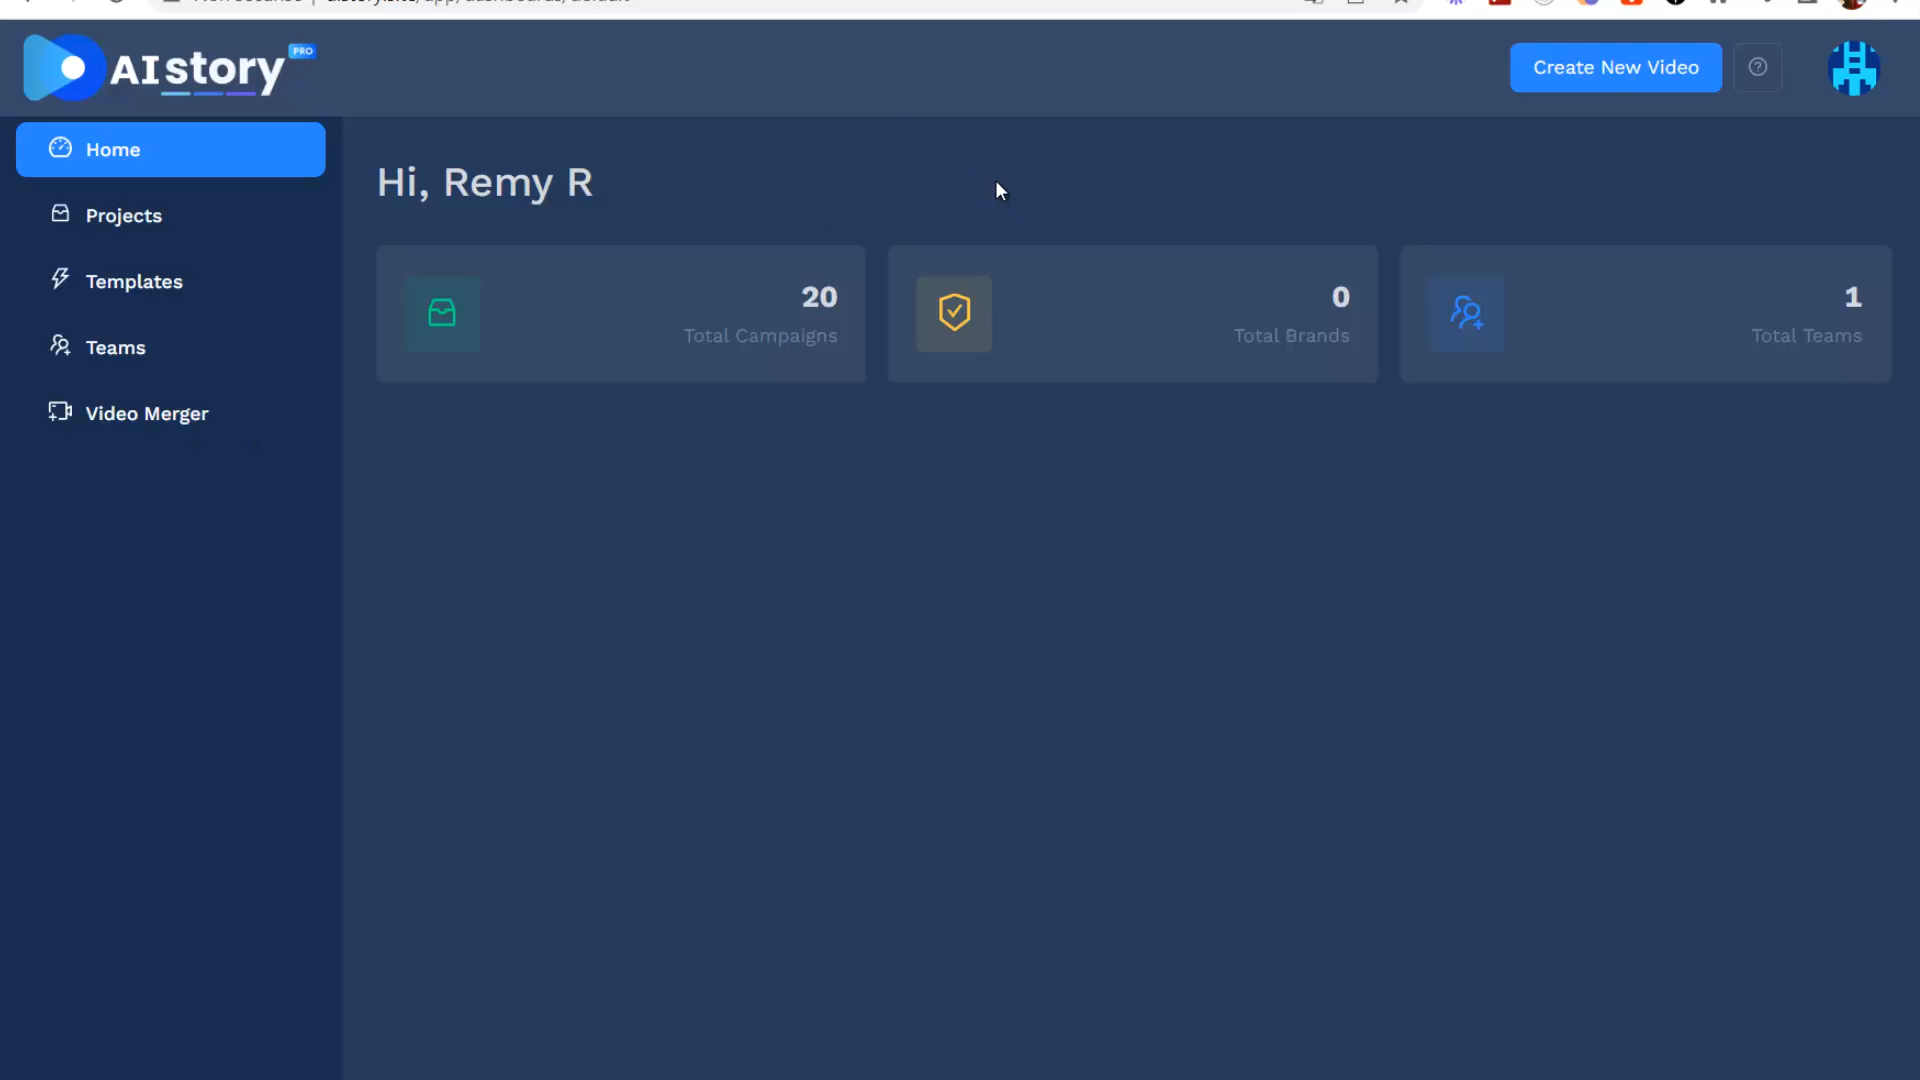 AIstory PRO
Create New Video
Home
Projects
Templates
Teams
Video Merger
Hi, Remy R
20
Total Campaigns
0
Total Brands
1
Total Teams